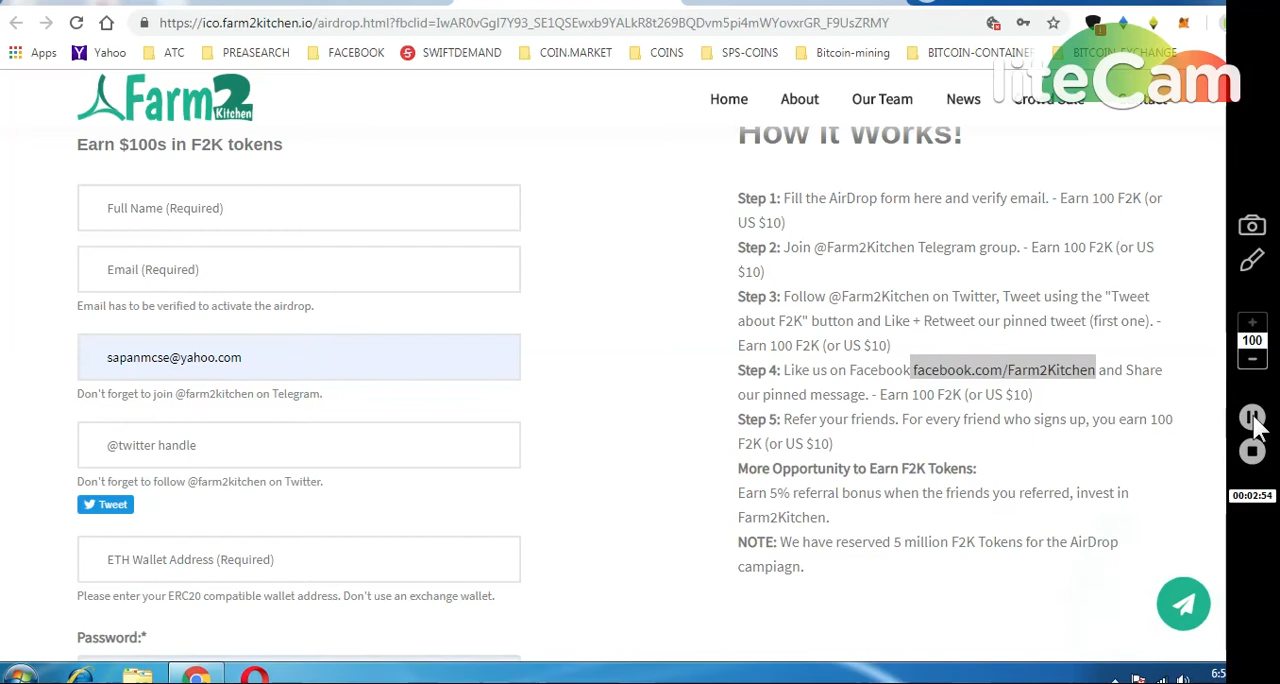 https://ico.farm2kitchen.io/airdrop.html?fbclid=IwAR0vGgI7Y93_SE1QSEwxb9YALkR8t269BQDvm5pi4mWYovxrGR_F9UsZRMY
Apps Yahoo ATC PREASEARCH FACEBOOK SWIFTDEMAND COIN.MARKET COINS SPS-COINS Bitcoin-mining BITCOIN-CONTAINER BITCOIN-EXCHANGE
liteCam
Farm2 Kitchen
Home About Our Team News Crowd Sale Contact
Earn $100s in F2K tokens
Full Name (Required)
Email (Required)
Email has to be verified to activate the airdrop.
sapanmcse@yahoo.com
Don't forget to join @farm2kitchen on Telegram.
@twitter handle
Don't forget to follow @farm2kitchen on Twitter.
Tweet
ETH Wallet Address (Required)
Please enter your ERC20 compatible wallet address. Don't use an exchange wallet.
Password:*
How It Works!
Step 1: Fill the AirDrop form here and verify email. - Earn 100 F2K (or
US $10)
Step 2: Join @Farm2Kitchen Telegram group. - Earn 100 F2K (or US
$10)
Step 3: Follow @Farm2Kitchen on Twitter, Tweet using the "Tweet
about F2K" button and Like + Retweet our pinned tweet (first one). -
Earn 100 F2K (or US $10)
Step 4: Like us on Facebook facebook.com/Farm2Kitchen and Share
our pinned message. - Earn 100 F2K (or US $10)
Step 5: Refer your friends. For every friend who signs up, you earn 100
F2K (or US $10)
More Opportunity to Earn F2K Tokens:
Earn 5% referral bonus when the friends you referred, invest in
Farm2Kitchen.
NOTE: We have reserved 5 million F2K Tokens for the AirDrop
campiagn.
100
00:02:54
6:5